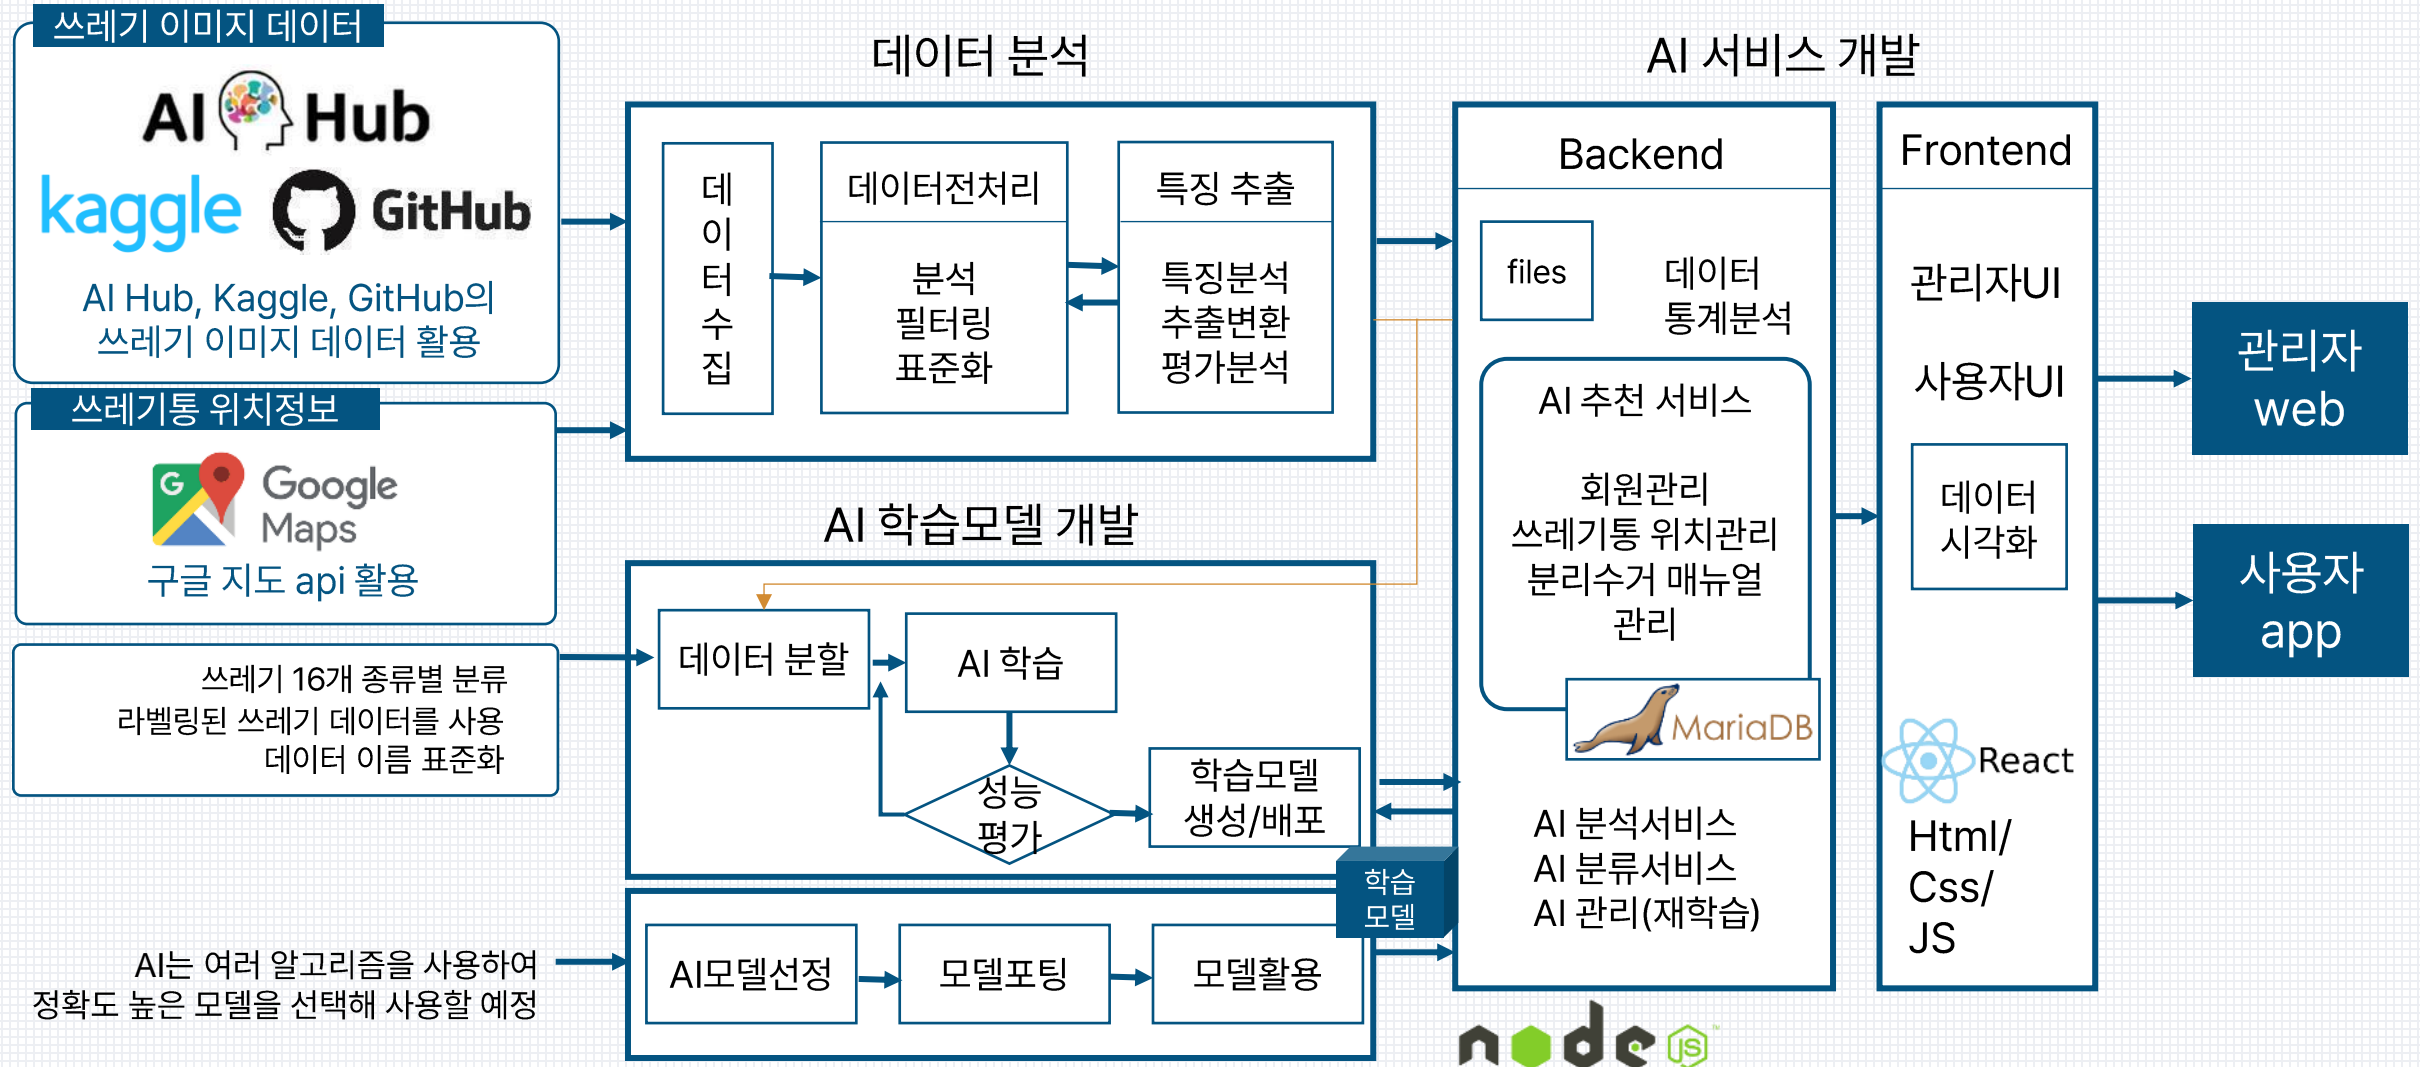 쓰레기 이미지 데이터
AI Hub
kaggle GitHub
AI Hub, Kaggle, GitHub의
쓰레기 이미지 데이터 활용
쓰레기통 위치정보
Google
Maps
구글 지도 api 활용
쓰레기 16개 종류별 분류
라벨링된 쓰레기 데이터를 사용
데이터 이름 표준화
AI는 여러 알고리즘을 사용하여
정확도 높은 모델을 선택해 사용할 예정
데이터 분석
데
이
터
수
집
데이터전처리
분석
필터링
표준화
특징 추출
특징분석
추출변환
평가분석
AI 학습모델 개발
데이터 분할
AI 학습
성능
평가
학습모델
생성/배포
학습
모델
AI모델선정
모델포팅
모델활용
AI 서비스 개발
Backend
files
데이터
통계분석
AI 추천 서비스
회원관리
쓰레기통 위치관리
분리수거 매뉴얼
관리
MariaDB
AI 분석서비스
AI 분류서비스
AI 관리(재학습)
node JS ™
Frontend
관리자UI
사용자UI
데이터
시각화
React
Html/
Css/
JS
관리자
web
사용자
app